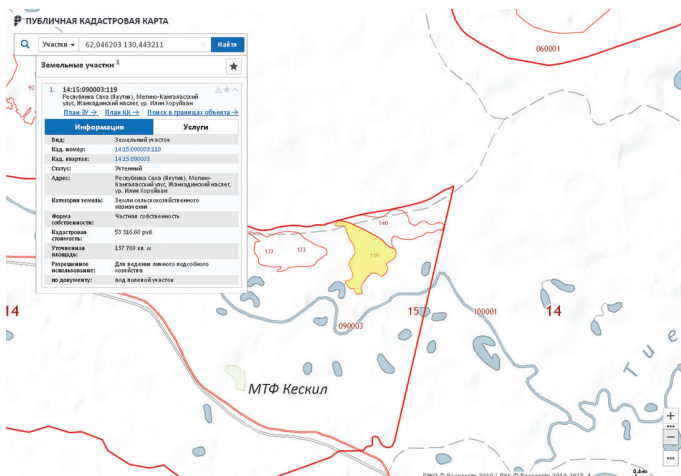 ПУБЛИЧНАЯ КАДАСТРОВАЯ КАРТА
Участки
62,046203 130,443211
Найти
Земельные участки 1
1. 14:15:090003:119
Республика Саха (Якутия), Мегино-Кангаласский
улус, Жанхадинский наслег, ур. Илин Хоруйаан
План ЗУ → План КК → Поиск в границах объекта →
Информация
Услуги
Вид: Земельный участок
Кад. номер: 14:15:090003:119
Кад. квартал: 14:15:090003
Статус: Учтенный
Адрес: Республика Саха (Якутия), Мегино-
Кангаласский улус, Жанхадинский наслег,
ур. Илин Хоруйаан
Категория земель: Земли сельскохозяйственного
назначения
Форма
собственности: Частная собственность
Кадастровая
стоимость: 53 316,60 руб.
Уточненная
площадь: 137 769 кв. м
Разрешенное
использование: Для ведения личного подсобного
хозяйства
по документу: под полевой участок
060001
92
140
133
133
119
090003
15
100001
14
14
МТФ Кескил
Тие